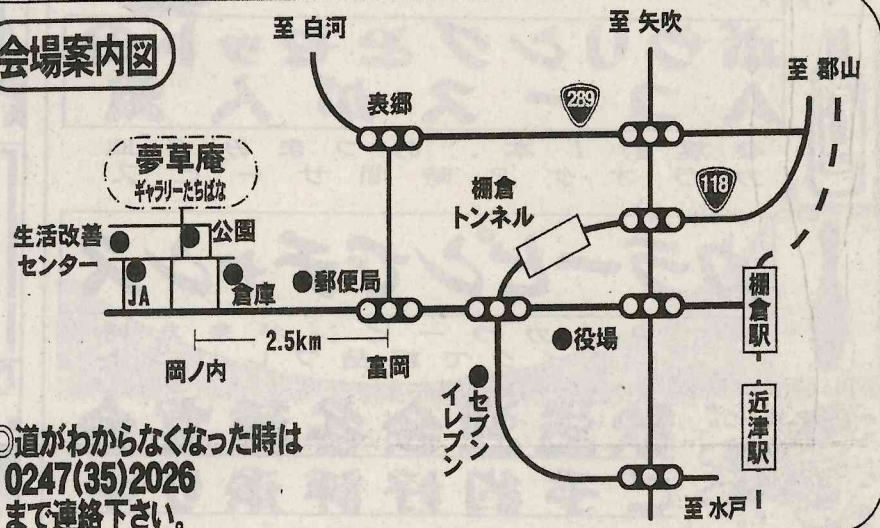 会場案内図
至 白河
至 矢吹
至 郡山
表郷
289
118
夢草庵
ギャラリーたちばな
棚倉
トンネル
生活改善
センター
公園
JA
倉庫
郵便局
棚倉駅
2.5km
役場
岡ノ内
富岡
セブン
イレブン
近津駅
◎道がわからなくなった時は
0247(35)2026
まで連絡下さい。
至 水戸